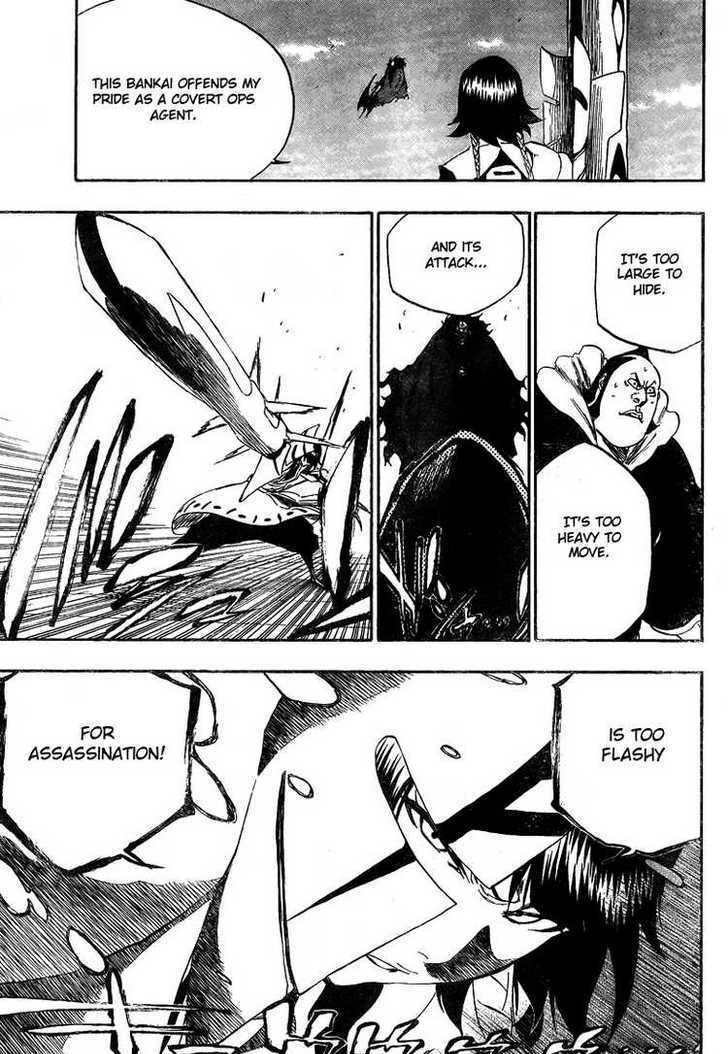 THIS BANKAI OFFENDS MY
PRIDE AS A COVERT OPS
AGENT.
IT'S TOO
LARGE TO
HIDE.
IT'S TOO
HEAVY TO
MOVE.
AND ITS
ATTACK...
IS TOO
FLASHY
FOR
ASSASSINATION!